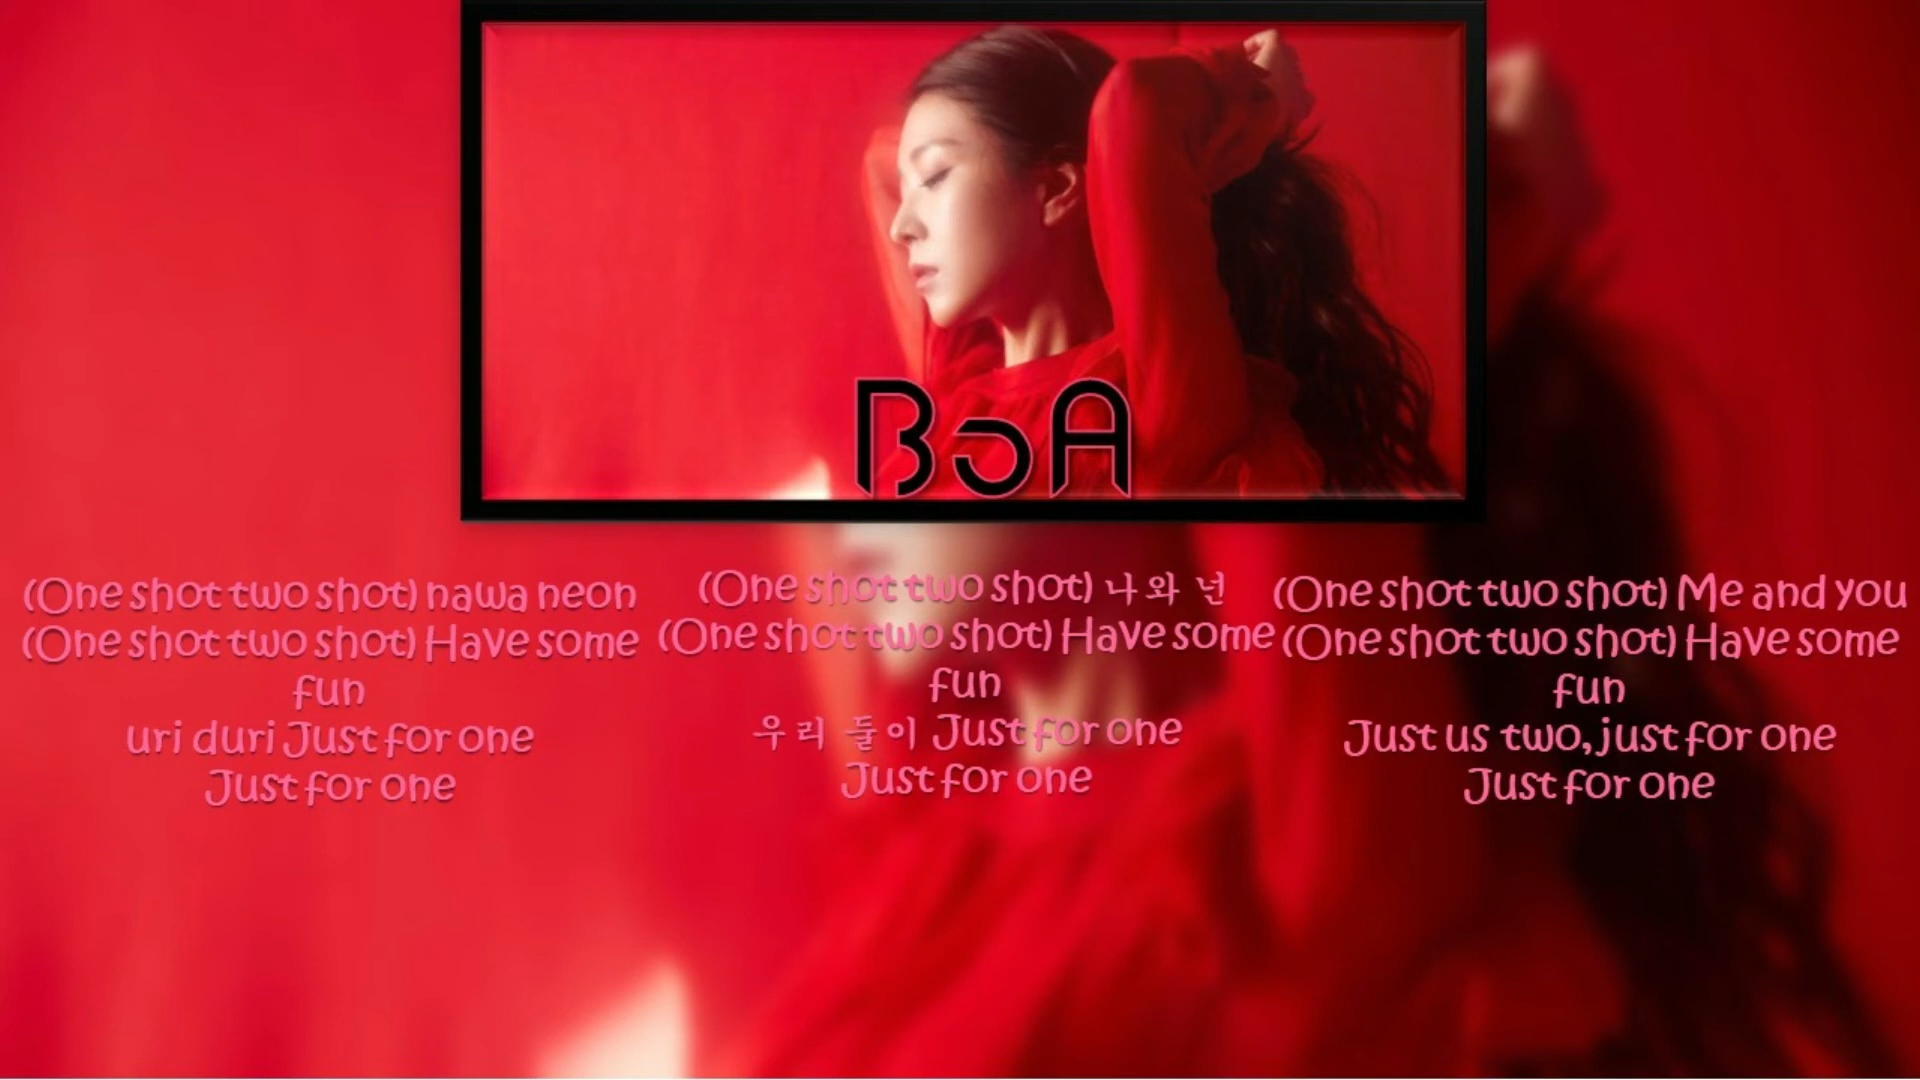 BoA
(One shot two shot) nawa neon
(One shot two shot) Have some
fun
uri duri Just for one
Just for one
(One shot two shot) 나와 넌
(One shot two shot) Have some
fun
우리 둘이 Just for one
Just for one
(One shot two shot) Me and you
(One shot two shot) Have some
fun
Just us two, just for one
Just for one